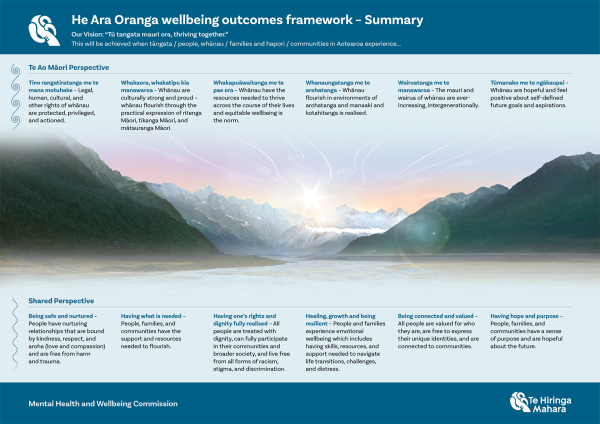 He Ara Oranga wellbeing outcomes framework – Summary
Our Vision: "Tū tangata mauri ora, thriving together."
This will be achieved when tāngata / people, whānau / families and hapori / communities in Aotearoa experience...
Te Ao Māori Perspective
Tino rangatiratanga me te
mana motuhake – Legal,
human, cultural, and
other rights of whānau
are protected, privileged,
and actioned.
Whakaora, whakatipu kia
manawaroa – Whānau are
culturally strong and proud –
whānau flourish through the
practical expression of ritenga
Māori, tikanga Māori, and
mātauranga Māori.
Whakapuāwaitanga me te
pae ora – Whānau have the
resources needed to thrive
across the course of their lives
and equitable wellbeing is
the norm.
Whanaungatanga me te
arohatanga – Whānau
flourish in environments of
arohatanga and manaaki and
kotahitanga is realised.
Wairuatanga me te
manawaroa – The mauri and
wairua of whānau are ever-
increasing, intergenerationally.
Tūmanako me te ngākaupai –
Whānau are hopeful and feel
positive about self-defined
future goals and aspirations.
Shared Perspective
Being safe and nurtured –
People have nurturing
relationships that are bound
by kindness, respect, and
aroha (love and compassion)
and are free from harm
and trauma.
Having what is needed –
People, families, and
communities have the
support and resources
needed to flourish.
Having one's rights and
dignity fully realised – All
people are treated with
dignity, can fully participate
in their communities and
broader society, and live free
from all forms of racism,
stigma, and discrimination.
Healing, growth and being
resilient – People and families
experience emotional
wellbeing which includes
having skills, resources, and
support needed to navigate
life transitions, challenges,
and distress.
Being connected and valued –
All people are valued for who
they are, are free to express
their unique identities, and are
connected to communities.
Having hope and purpose –
People, families, and
communities have a sense
of purpose and are hopeful
about the future.
Mental Health and Wellbeing Commission
Te Hiringa
Mahara